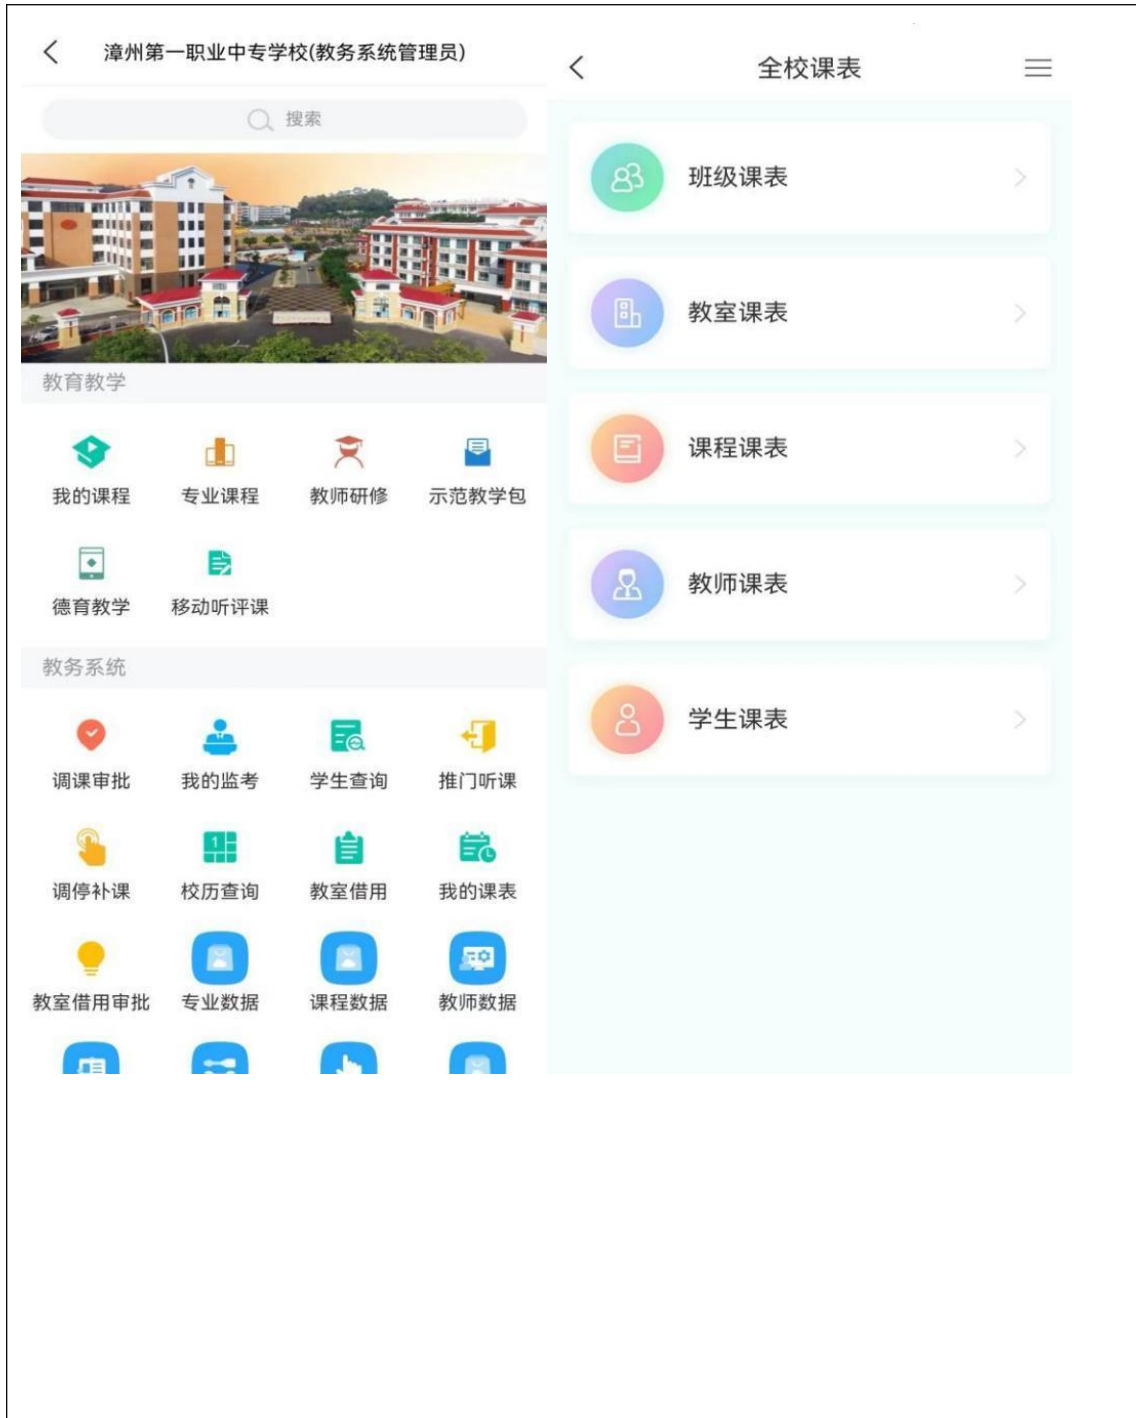 漳州第一职业中专学校(教务系统管理员)
搜索
教育教学
我的课程 专业课程 教师研修 示范教学包
德育教学 移动听评课
教务系统
调课审批 我的监考 学生查询 推门听课
调停补课 校历查询 教室借用 我的课表
教室借用审批 专业数据 课程数据 教师数据
全校课表
班级课表
教室课表
课程课表
教师课表
学生课表